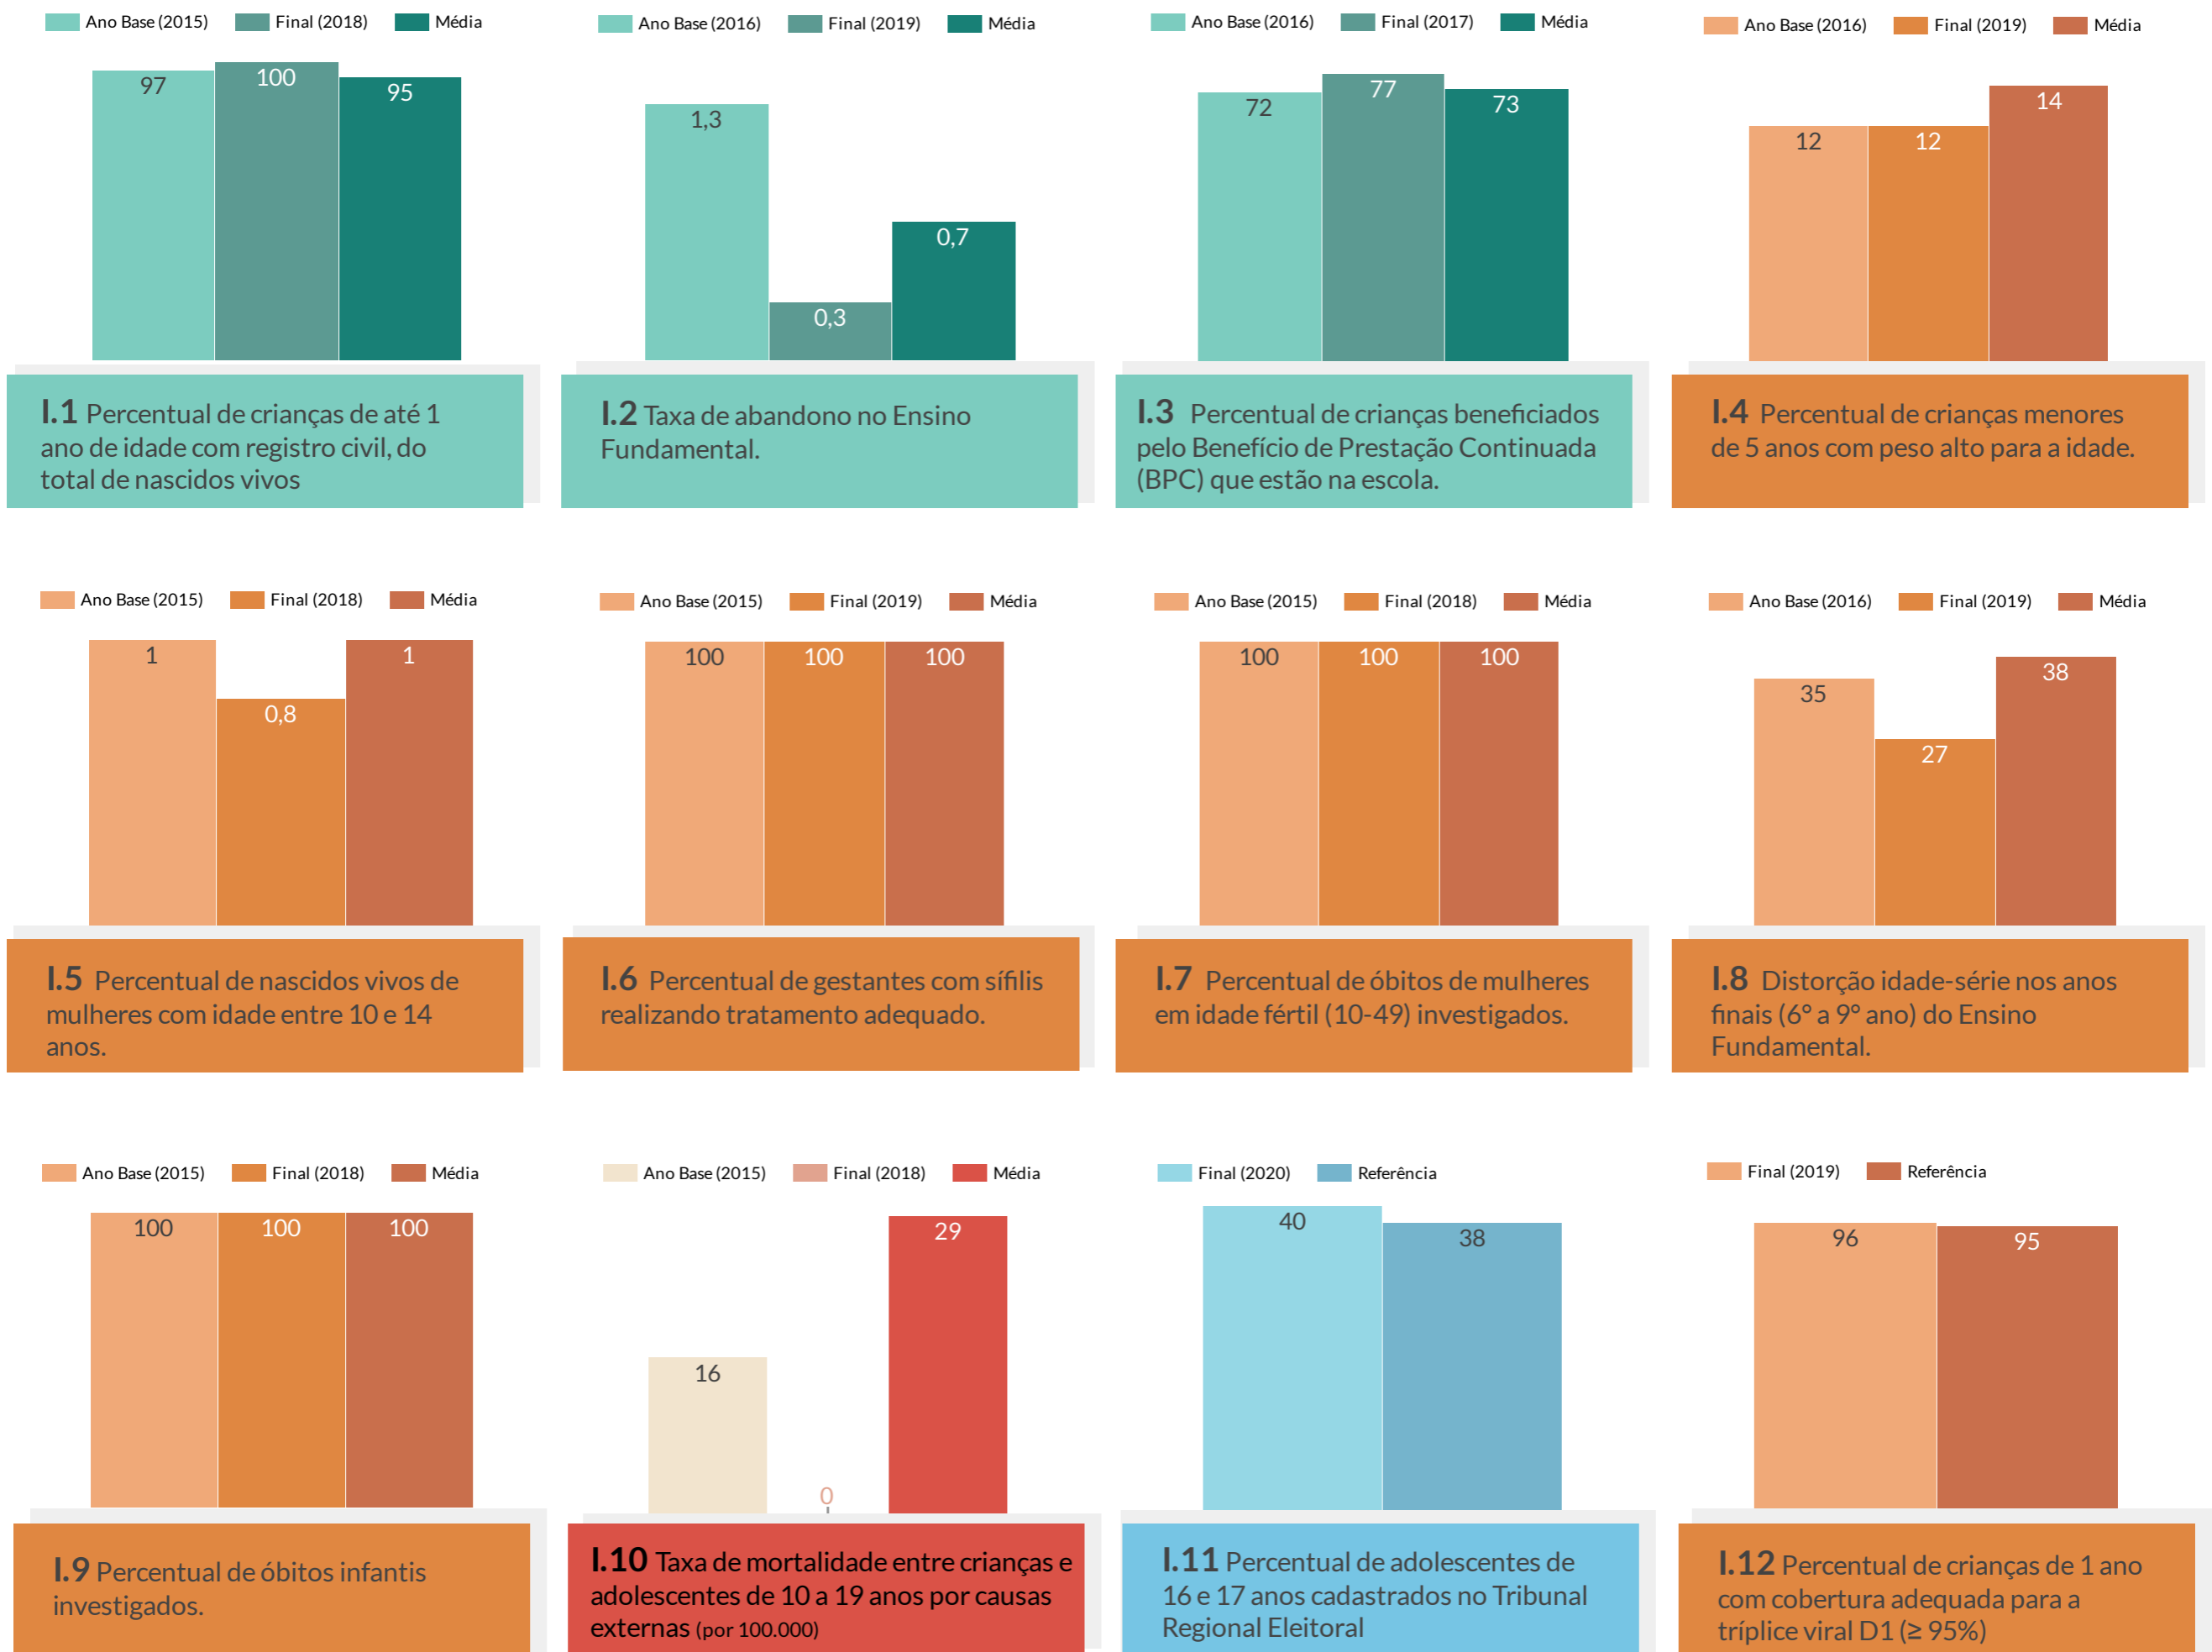 Ano Base (2015) Final (2018) Média
97 100 95
I.1 Percentual de crianças de até 1
ano de idade com registro civil, do
total de nascidos vivos
Ano Base (2016) Final (2019) Média
1,3 0,3 0,7
I.2 Taxa de abandono no Ensino
Fundamental.
Ano Base (2016) Final (2017) Média
72 77 73
I.3 Percentual de crianças beneficiados
pelo Benefício de Prestação Continuada
(BPC) que estão na escola.
Ano Base (2016) Final (2019) Média
12 12 14
I.4 Percentual de crianças menores
de 5 anos com peso alto para a idade.
Ano Base (2015) Final (2018) Média
1 0,8 1
I.5 Percentual de nascidos vivos de
mulheres com idade entre 10 e 14
anos.
Ano Base (2015) Final (2019) Média
100 100 100
I.6 Percentual de gestantes com sífilis
realizando tratamento adequado.
Ano Base (2015) Final (2018) Média
100 100 100
I.7 Percentual de óbitos de mulheres
em idade fértil (10-49) investigados.
Ano Base (2016) Final (2019) Média
35 27 38
I.8 Distorção idade-série nos anos
finais (6° a 9° ano) do Ensino
Fundamental.
Ano Base (2015) Final (2018) Média
100 100 100
I.9 Percentual de óbitos infantis
investigados.
Ano Base (2015) Final (2018) Média
16 0 29
I.10 Taxa de mortalidade entre crianças e
adolescentes de 10 a 19 anos por causas
externas (por 100.000)
Final (2020) Referência
40 38
I.11 Percentual de adolescentes de
16 e 17 anos cadastrados no Tribunal
Regional Eleitoral
Final (2019) Referência
96 95
I.12 Percentual de crianças de 1 ano
com cobertura adequada para a
tríplice viral D1 (≥ 95%)